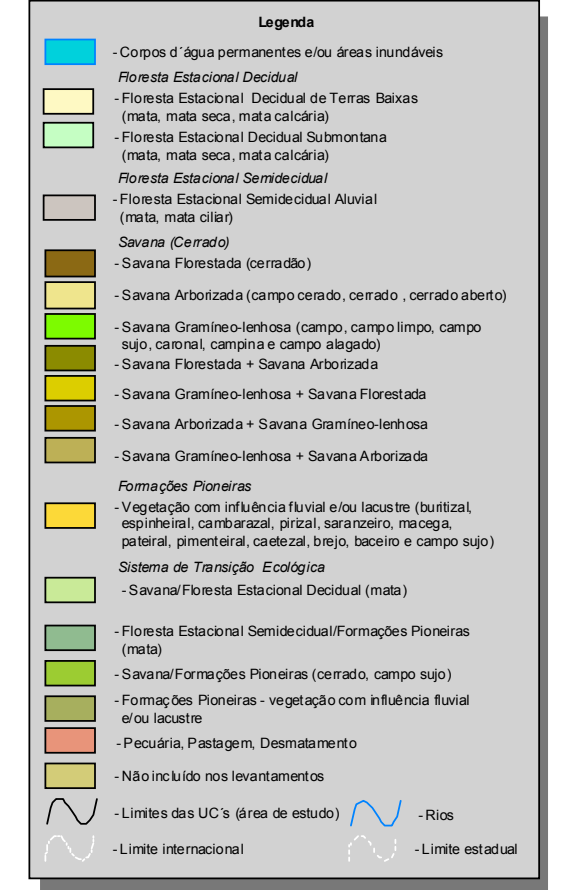 Legenda
- Corpos d´água permanentes e/ou áreas inundáveis
Floresta Estacional Decidual
- Floresta Estacional Decidual de Terras Baixas
(mata, mata seca, mata calcária)
- Floresta Estacional Decidual Submontana
(mata, mata seca, mata calcária)
Floresta Estacional Semidecidual
- Floresta Estacional Semidecidual Aluvial
(mata, mata ciliar)
Savana (Cerrado)
- Savana Florestada (cerradão)
- Savana Arborizada (campo cerado, cerrado , cerrado aberto)
- Savana Gramíneo-lenhosa (campo, campo limpo, campo
sujo, caronal, campina e campo alagado)
- Savana Florestada + Savana Arborizada
- Savana Gramíneo-lenhosa + Savana Florestada
- Savana Arborizada + Savana Gramíneo-lenhosa
- Savana Gramíneo-lenhosa + Savana Arborizada
Formações Pioneiras
- Vegetação com influência fluvial e/ou lacustre (buritizal,
espinheiral, cambarazal, pirizal, saranzeiro, macega,
pateiral, pimenteiral, caetezal, brejo, baceiro e campo sujo)
Sistema de Transição Ecológica
- Savana/Floresta Estacional Decidual (mata)
- Floresta Estacional Semidecidual/Formações Pioneiras
(mata)
- Savana/Formações Pioneiras (cerrado, campo sujo)
- Formações Pioneiras - vegetação com influência fluvial
e/ou lacustre
- Pecuária, Pastagem, Desmatamento
- Não incluído nos levantamentos
- Limites das UC´s (área de estudo)
- Rios
- Limite internacional
- Limite estadual